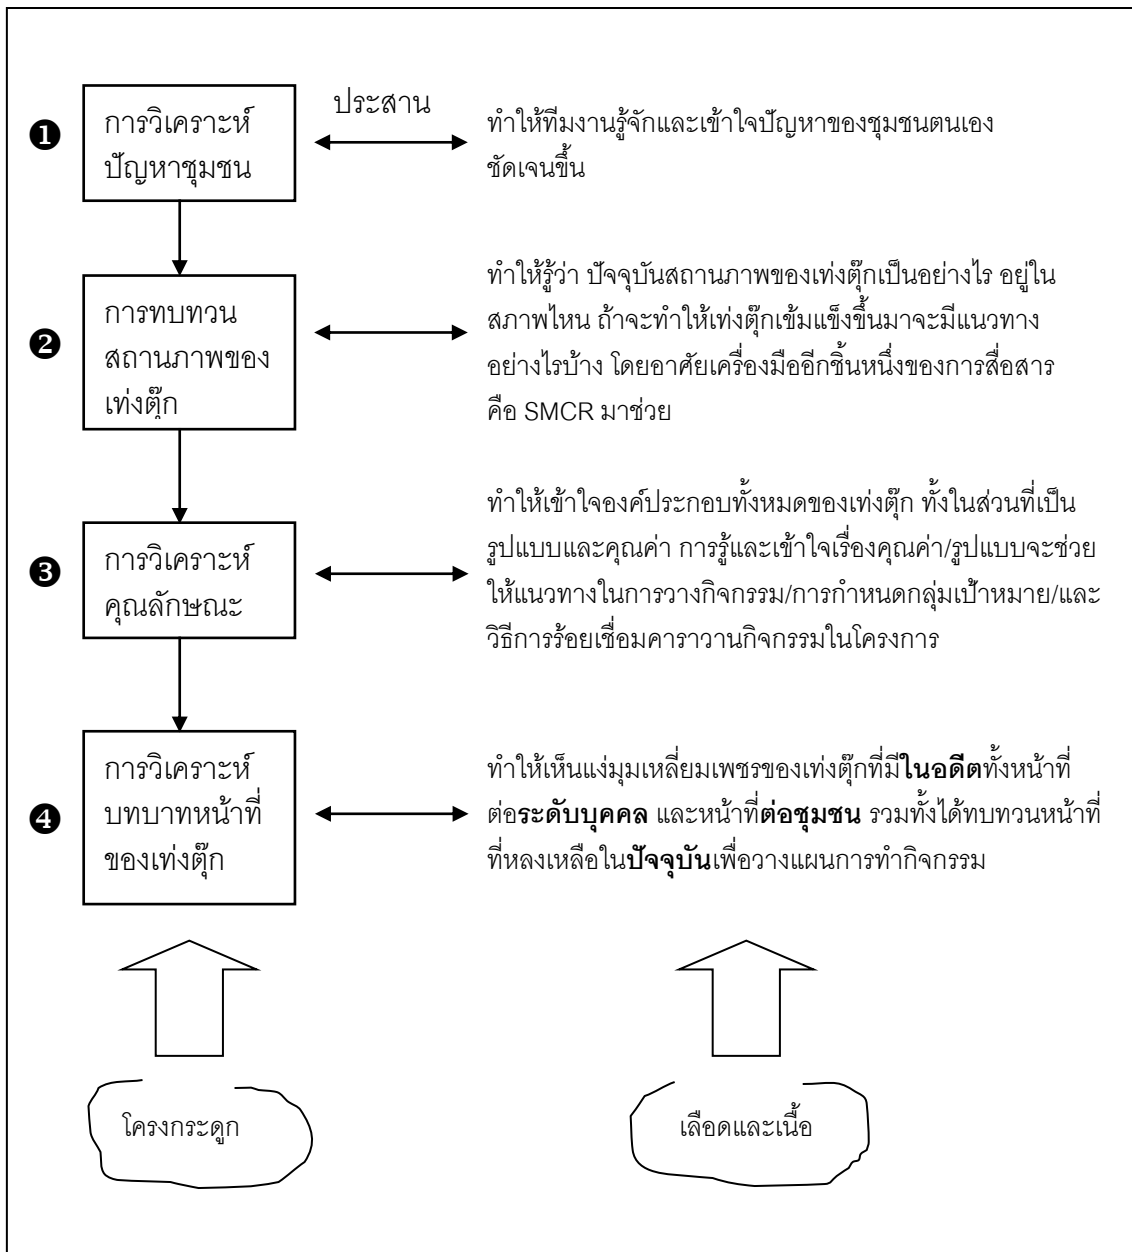 ❶
การวิเคราะห์
ปัญหาชุมชน
ประสาน
ทำให้ทีมงานรู้จักและเข้าใจปัญหาของชุมชนตนเอง
ชัดเจนขึ้น
❷
การทบทวน
สถานภาพของ
เท่งตุ๊ก
ทำให้รู้ว่า ปัจจุบันสถานภาพของเท่งตุ๊กเป็นอย่างไร อยู่ใน
สภาพไหน ถ้าจะทำให้เท่งตุ๊กเข้มแข็งขึ้นมาจะมีแนวทาง
อย่างไรบ้าง โดยอาศัยเครื่องมืออีกชิ้นหนึ่งของการสื่อสาร
คือ SMCR มาช่วย
❸
การวิเคราะห์
คุณลักษณะ
ทำให้เข้าใจองค์ประกอบทั้งหมดของเท่งตุ๊ก ทั้งในส่วนที่เป็น
รูปแบบและคุณค่า การรู้และเข้าใจเรื่องคุณค่า/รูปแบบจะช่วย
ให้แนวทางในการวางกิจกรรม/การกำหนดกลุ่มเป้าหมาย/และ
วิธีการร้อยเชื่อมคาราวานกิจกรรมในโครงการ
❹
การวิเคราะห์
บทบาทหน้าที่
ของเท่งตุ๊ก
ทำให้เห็นแง่มุมเหลี่ยมเพชรของเท่งตุ๊กที่มีในอดีตทั้งหน้าที่
ต่อระดับบุคคล และหน้าที่ต่อชุมชน รวมทั้งได้ทบทวนหน้าที่
ที่หลงเหลือในปัจจุบันเพื่อวางแผนการทำกิจกรรม
โครงกระดูก
เลือดและเนื้อ